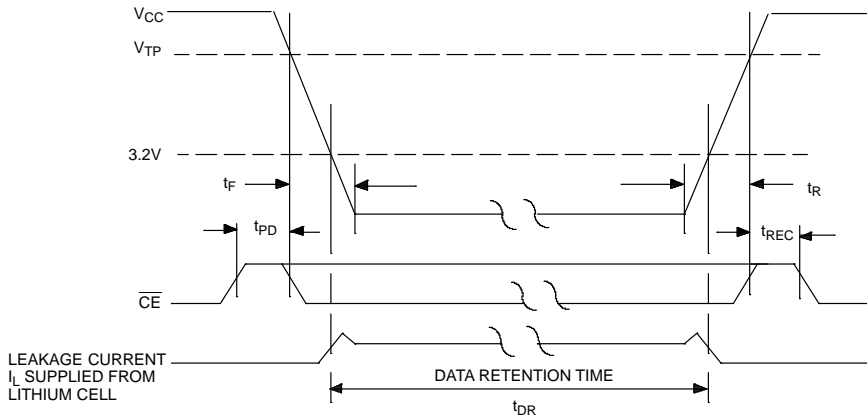 VCC
VTP
3.2V
tF
tR
tPD
tREC
CE
LEAKAGE CURRENT
IL SUPPLIED FROM
LITHIUM CELL
DATA RETENTION TIME
tDR